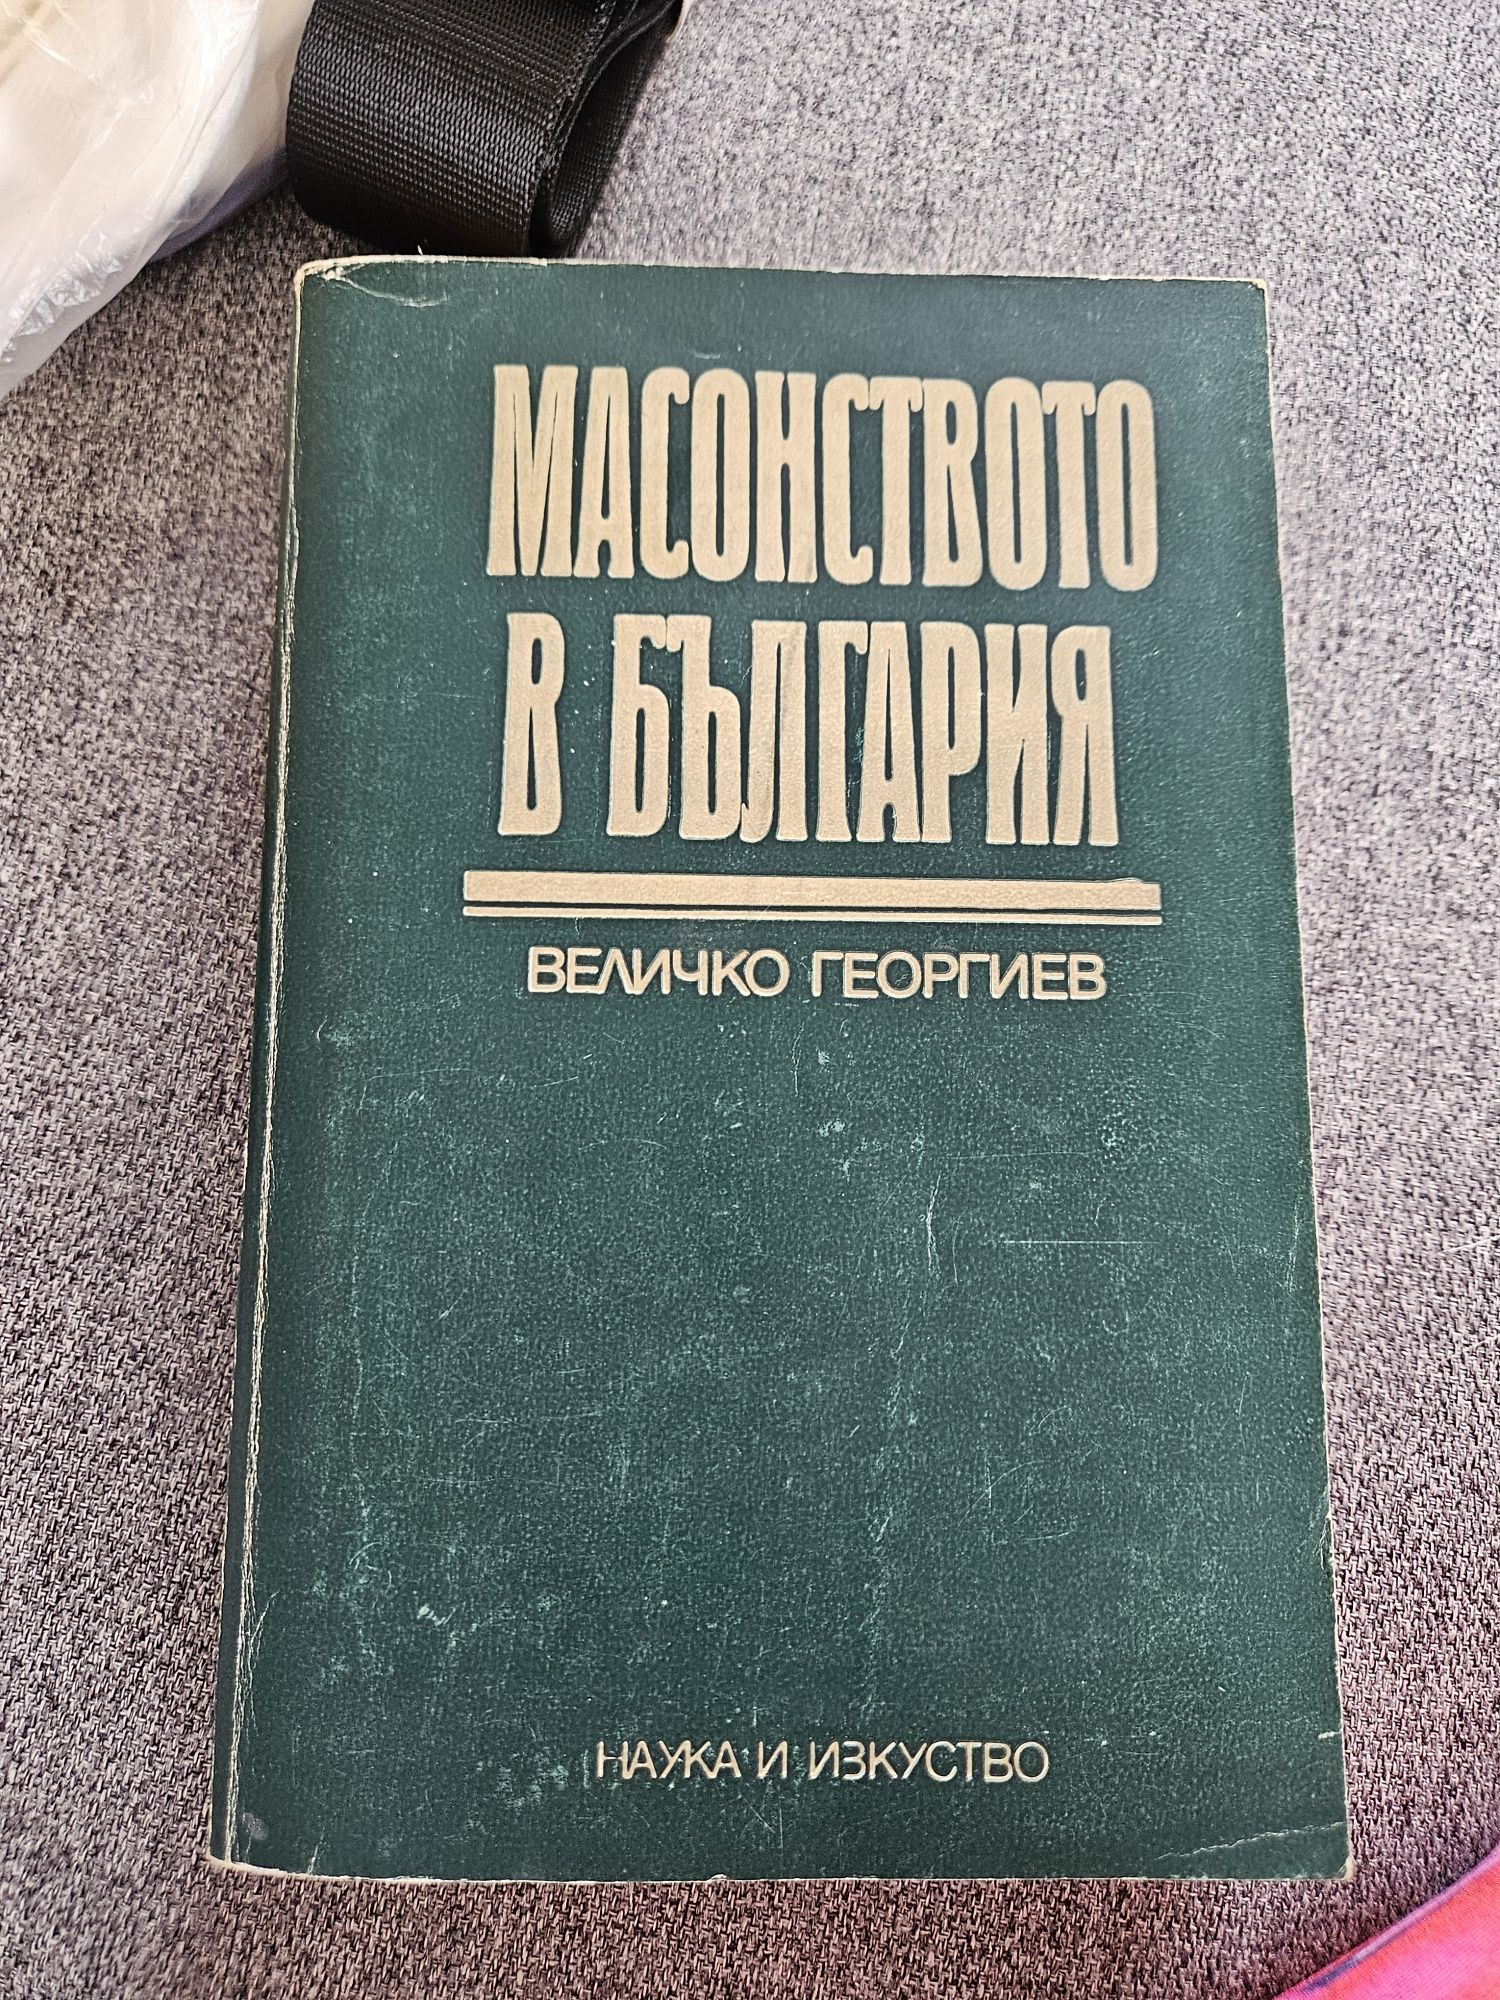 МАСОНСТВОТО
В БЪЛГАРИЯ
ВЕЛИЧКО ГЕОРГИЕВ
НАУКА И ИЗКУСТВО